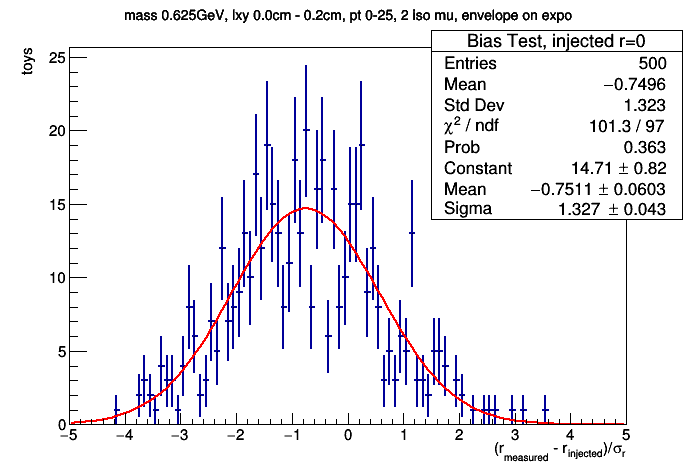 mass 0.625GeV, lxy 0.0cm - 0.2cm, pt 0-25, 2 Iso mu, envelope on expo
Bias Test, injected r=0
Entries 500
Mean −0.7496
Std Dev 1.323
χ² / ndf 101.3 / 97
Prob 0.363
Constant 14.71 ± 0.82
Mean −0.7511 ± 0.0603
Sigma 1.327 ± 0.043
toys
25
20
15
10
5
0
−5 −4 −3 −2 −1 0 1 2 3 4 5
(r_measured - r_injected)/σ_r